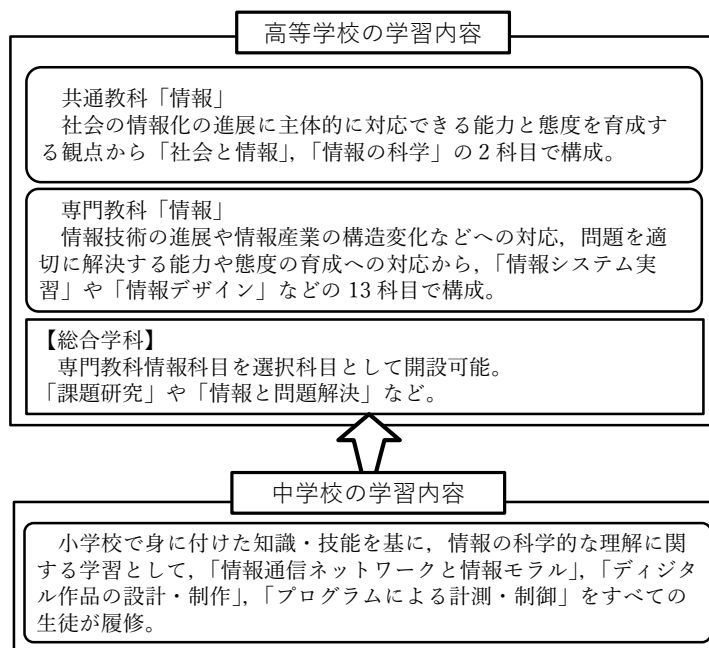 高等学校の学習内容
共通教科「情報」
社会の情報化の進展に主体的に対応できる能力と態度を育成す
る観点から「社会と情報」，「情報の科学」の 2 科目で構成。
専門教科「情報」
情報技術の進展や情報産業の構造変化などへの対応，問題を適
切に解決する能力や態度の育成への対応から，「情報システム実
習」や「情報デザイン」などの 13 科目で構成。
【総合学科】
専門教科情報科目を選択科目として開設可能。
「課題研究」や「情報と問題解決」など。
中学校の学習内容
小学校で身に付けた知識・技能を基に，情報の科学的な理解に関
する学習として，「情報通信ネットワークと情報モラル」，「ディジタ
ル作品の設計・制作」，「プログラムによる計測・制御」をすべての
生徒が履修。